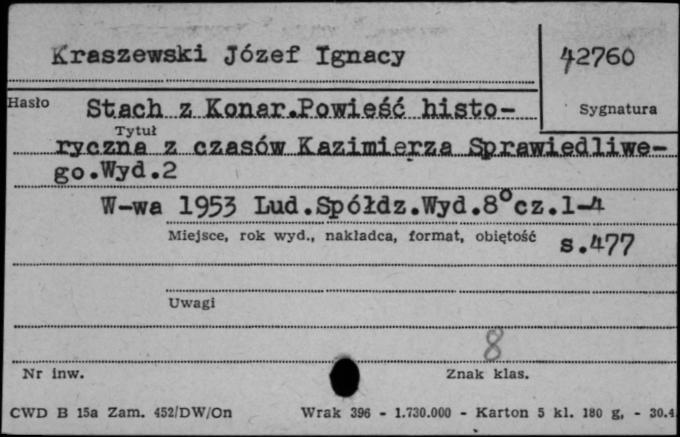 Kraszewski Józef Ignacy
42760
Hasło
Sygnatura
Stach z Konar.Powieść histo-
Tytuł
ryczna z czasów Kazimierza Sprawiedliwe-
go.Wyd.2
W-wa 1953 Lud.Spółdz.Wyd.8°cz.1-4
Miejsce, rok wyd., nakładca, format, objętość
s.477
Uwagi
8
Nr inw.
Znak klas.
CWD B 15a Zam. 452/DW/On Wrak 396 - 1.730.000 - Karton 5 kl. 180 g, - 30.4